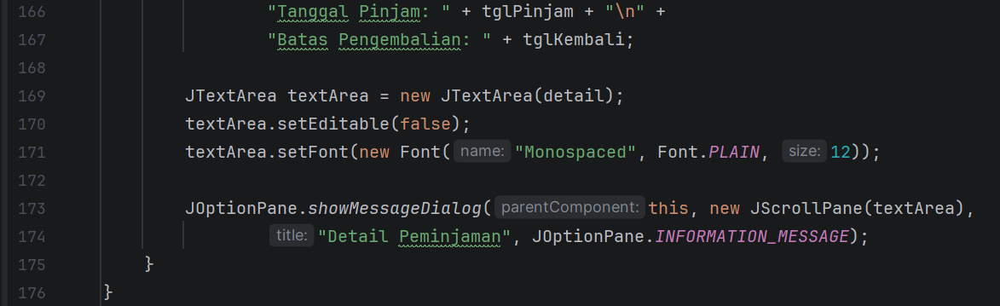 166 "Tanggal Pinjam: " + tglPinjam + "\n" +
167 "Batas Pengembalian: " + tglKembali;
168
169 JTextArea textArea = new JTextArea(detail);
170 textArea.setEditable(false);
171 textArea.setFont(new Font( name: "Monospaced", Font.PLAIN, size: 12));
172
173 JOptionPane.showMessageDialog( parentComponent: this, new JScrollPane(textArea),
174 title: "Detail Peminjaman", JOptionPane.INFORMATION_MESSAGE);
175 }
176 }